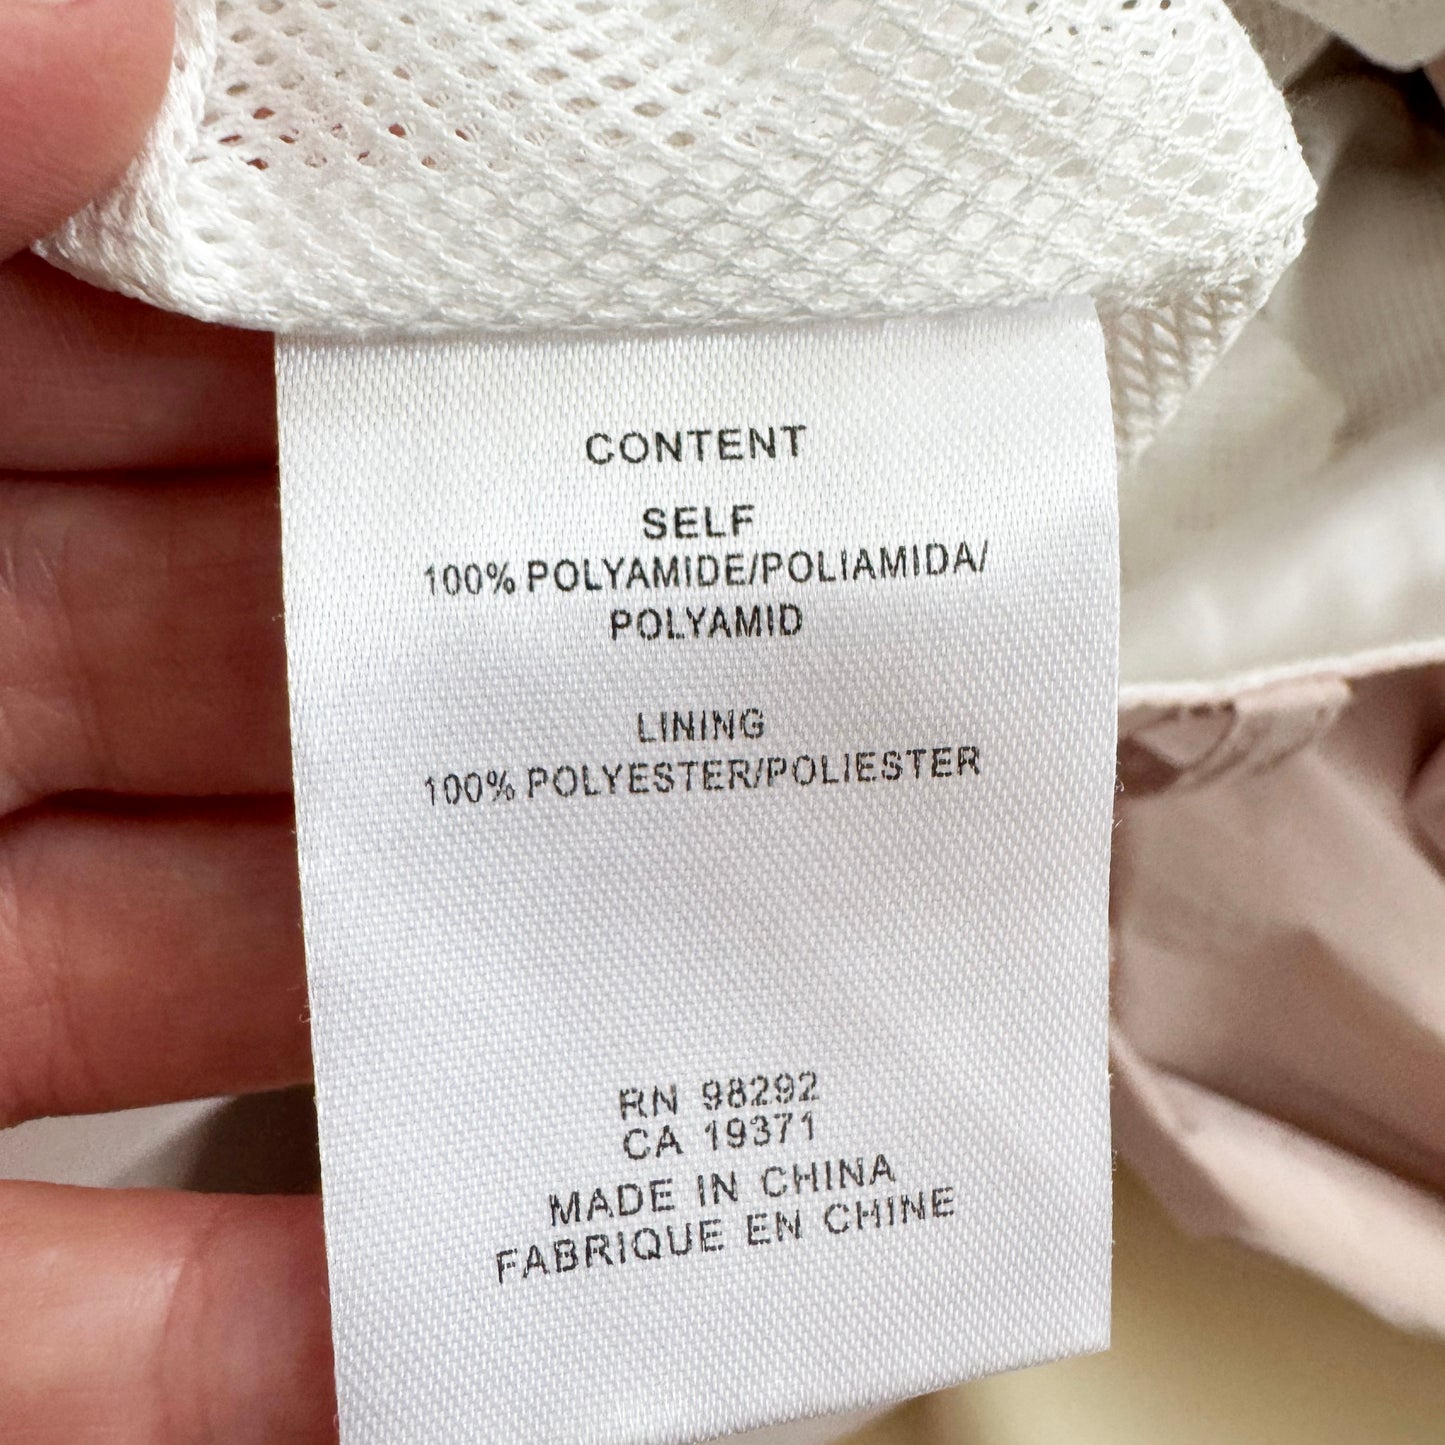 CONTENT
SELF
100% POLYAMIDE/POLIAMIDA/
POLYAMID
LINING
100% POLYESTER/POLIESTER
RN 98292
CA 19371
MADE IN CHINA
FABRIQUE EN CHINE